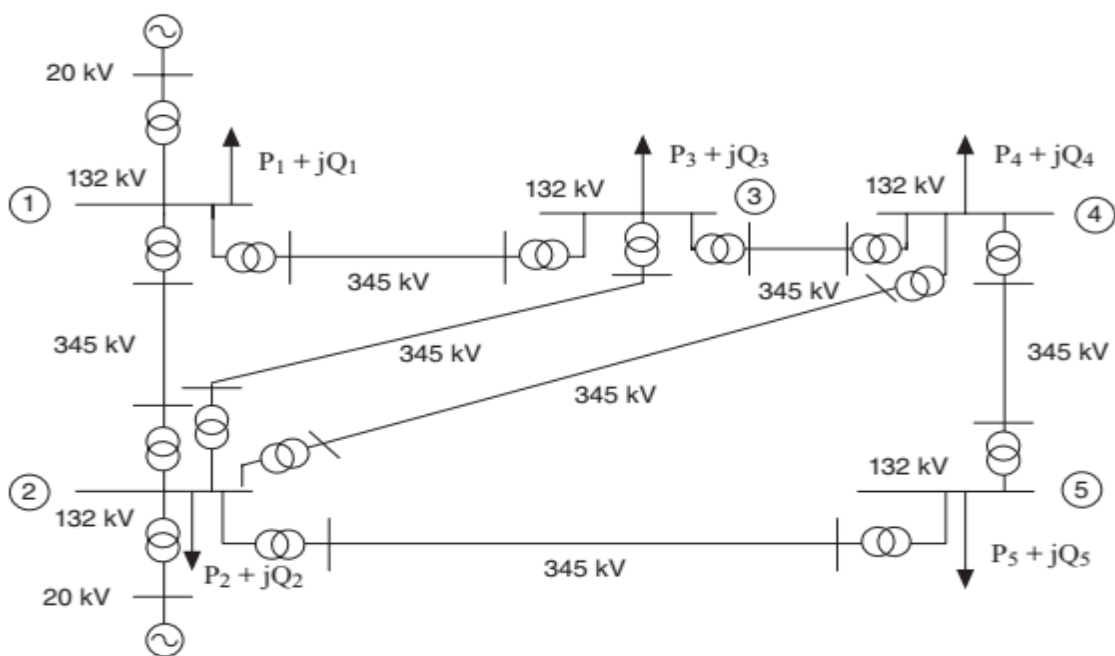 20 kV
P₁ + jQ₁
P₃ + jQ₃
P₄ + jQ₄
132 kV
132 kV
132 kV
1
3
4
345 kV
345 kV
345 kV
345 kV
345 kV
345 kV
132 kV
2
5
132 kV
P₂ + jQ₂
345 kV
P₅ + jQ₅
20 kV